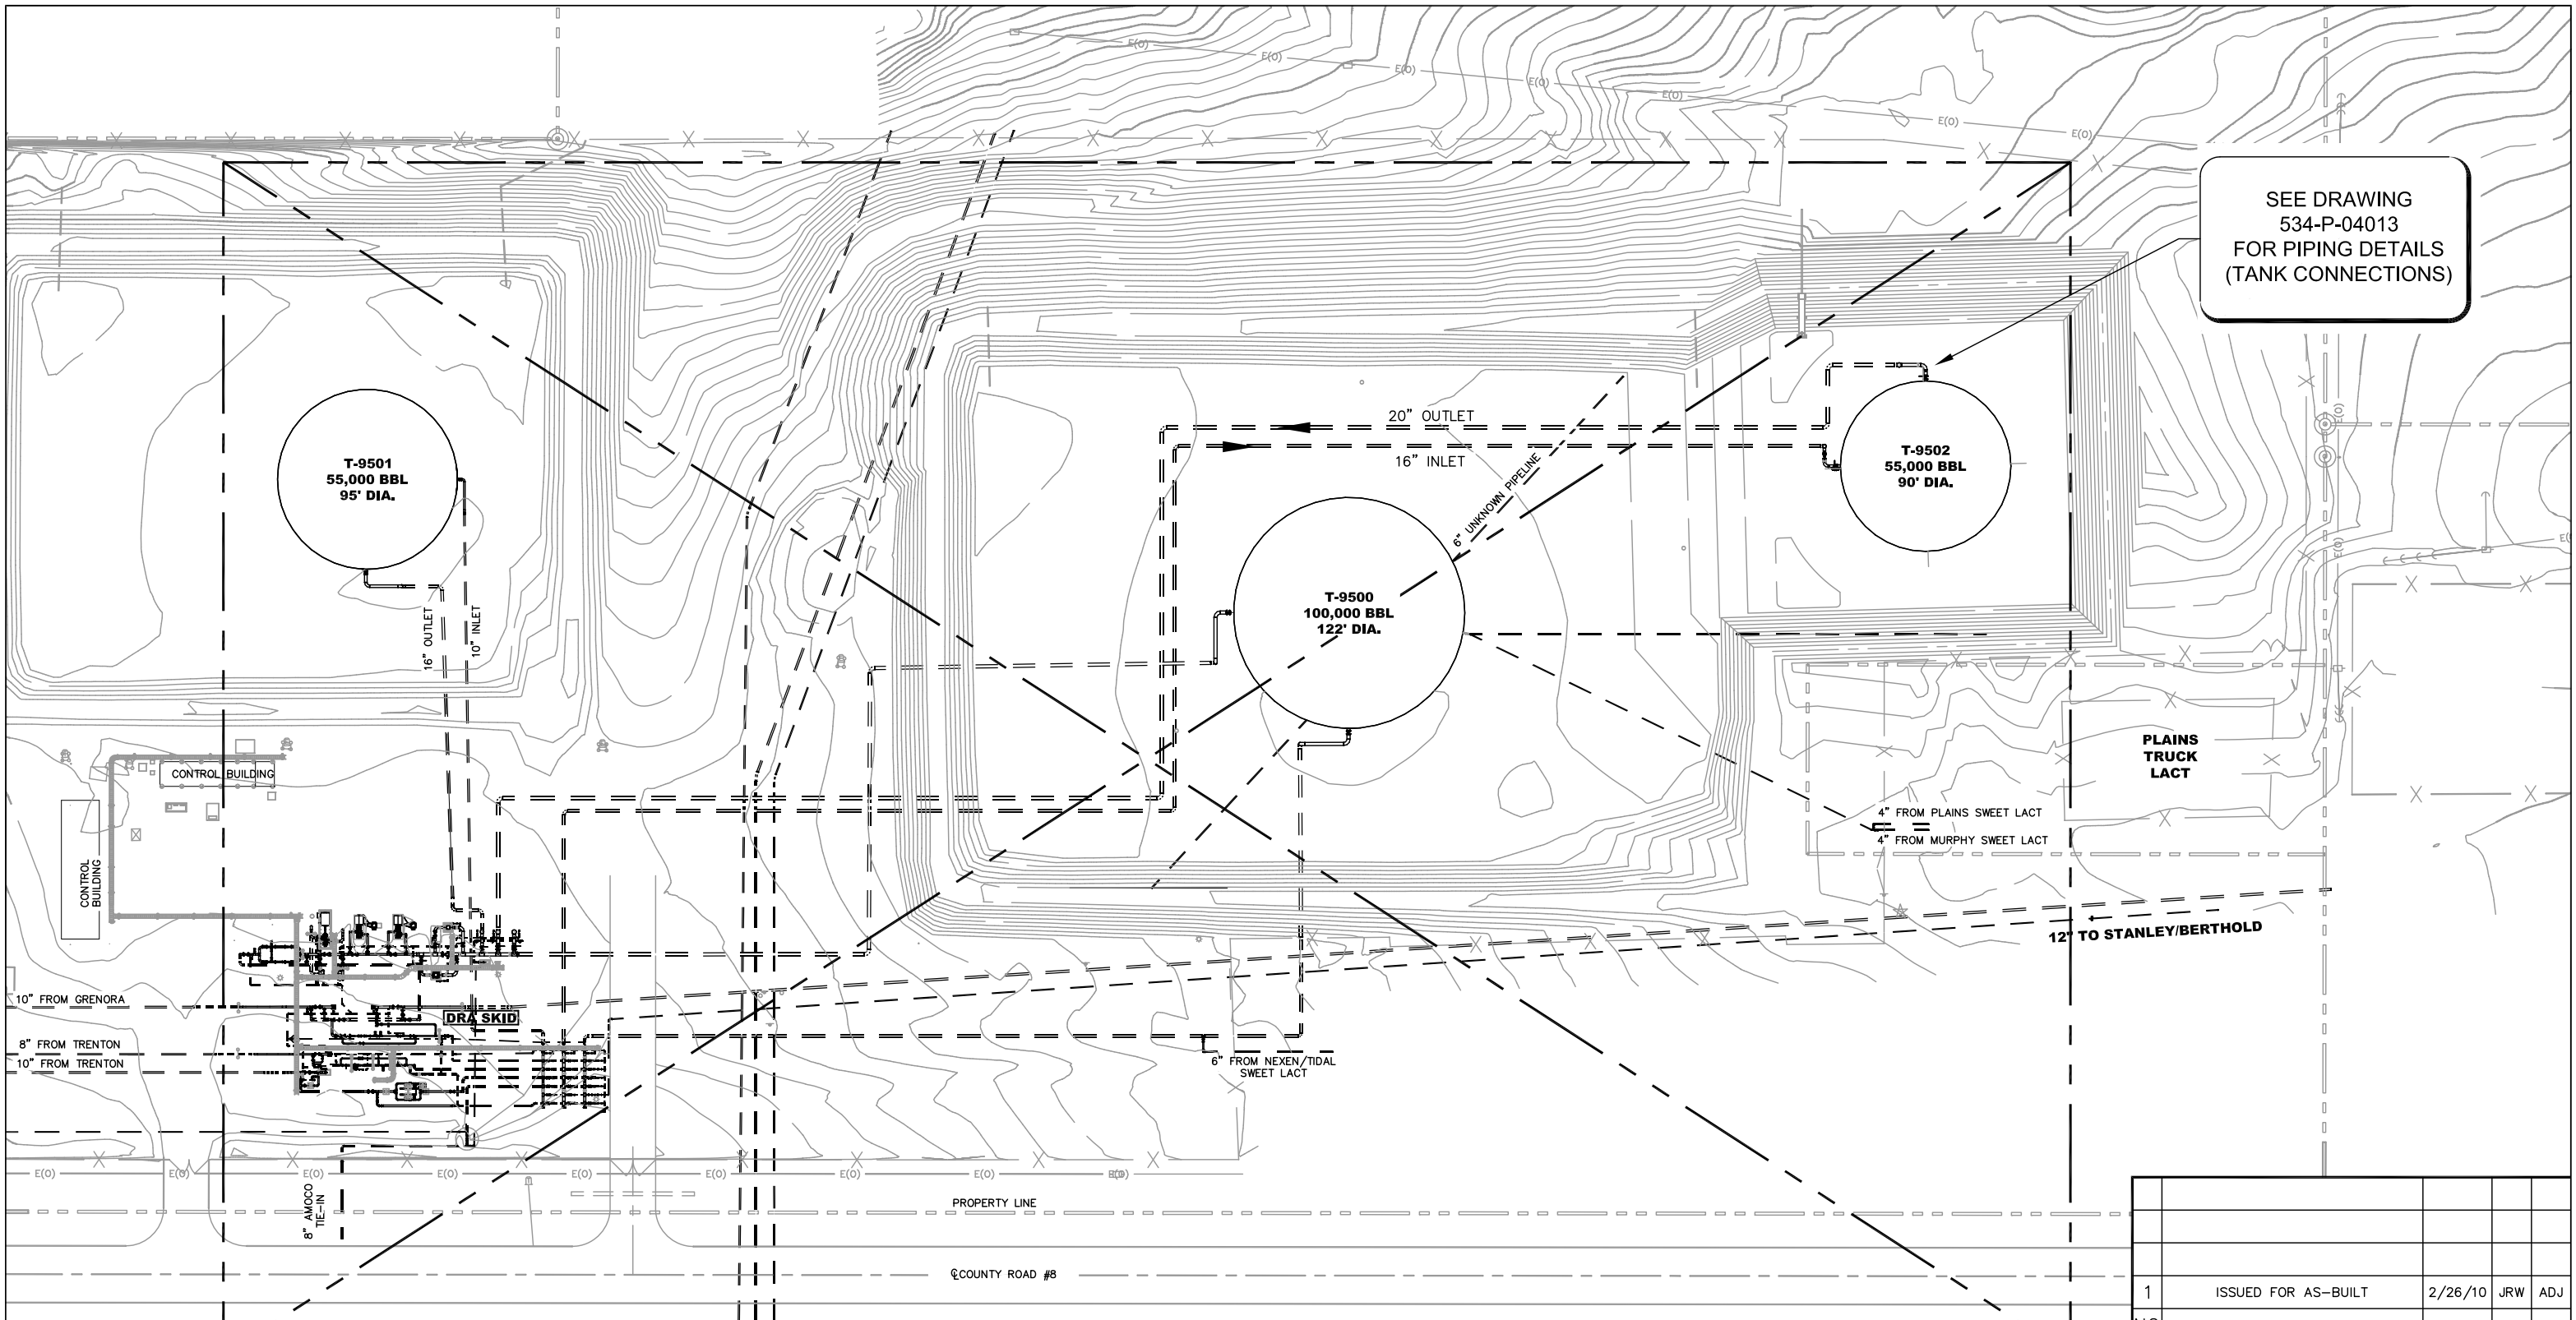 E(O)
E(O)
E(O)
E(O)
E(O)
E(O)
E(O)
SEE DRAWING
534-P-04013
FOR PIPING DETAILS
(TANK CONNECTIONS)
T-9501
55,000 BBL
95' DIA.
20" OUTLET
16" INLET
6" UNKNOWN PIPELINE
T-9502
55,000 BBL
90' DIA.
E(O)
E(O)
T-9500
100,000 BBL
122' DIA.
16" OUTLET
10" INLET
CONTROL BUILDING
CONTROL
BUILDING
PLAINS
TRUCK
LACT
4" FROM PLAINS SWEET LACT
4" FROM MURPHY SWEET LACT
12" TO STANLEY/BERTHOLD
10" FROM GRENORA
DRA SKID
8" FROM TRENTON
10" FROM TRENTON
6" FROM NEXEN/TIDAL
SWEET LACT
E(O)
E(O)
E(O)
E(O)
E(O)
E(O)
E(O)
E(O)
8" AMOCO
TIE-IN
PROPERTY LINE
℄COUNTY ROAD #8
1 ISSUED FOR AS-BUILT 2/26/10 JRW ADJ